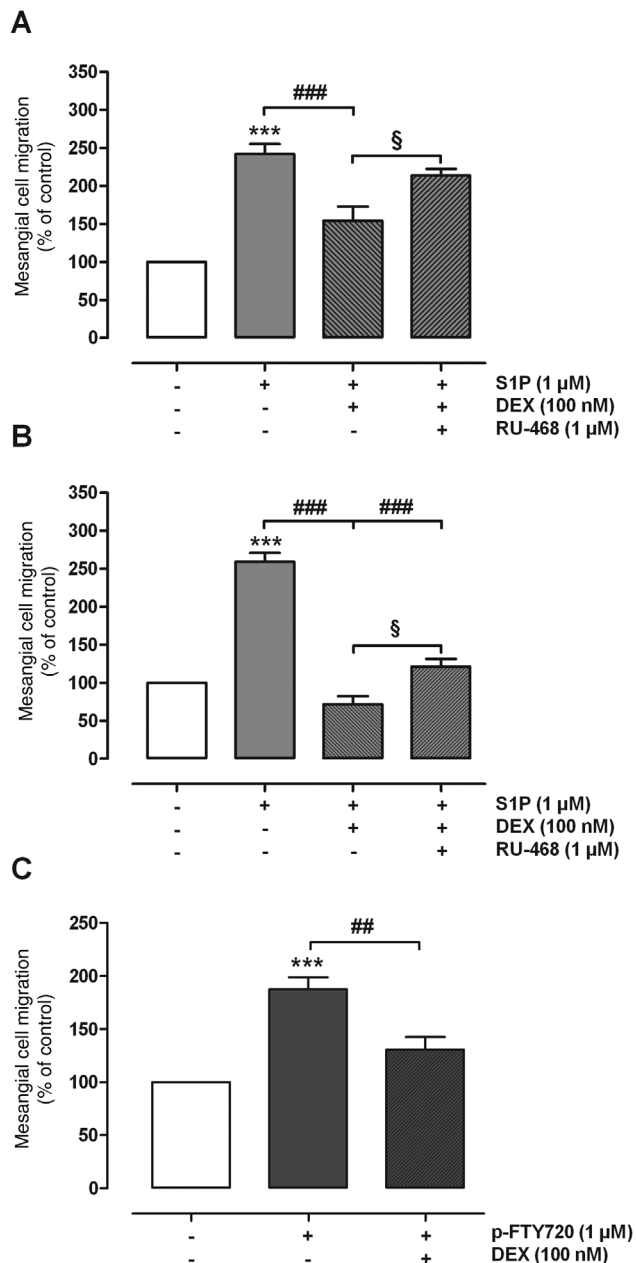 A
Mesangial cell migration
(% of control)
350
300
250
200
150
100
50
0
###
***
§
- + + + S1P (1 µM)
- - + + DEX (100 nM)
- - - + RU-468 (1 µM)
B
Mesangial cell migration
(% of control)
350
300
250
200
150
100
50
0
### ###
***
§
- + + + S1P (1 µM)
- - + + DEX (100 nM)
- - - + RU-468 (1 µM)
C
Mesangial cell migration
(% of control)
250
200
150
100
50
0
##
***
- + + p-FTY720 (1 µM)
- - + DEX (100 nM)